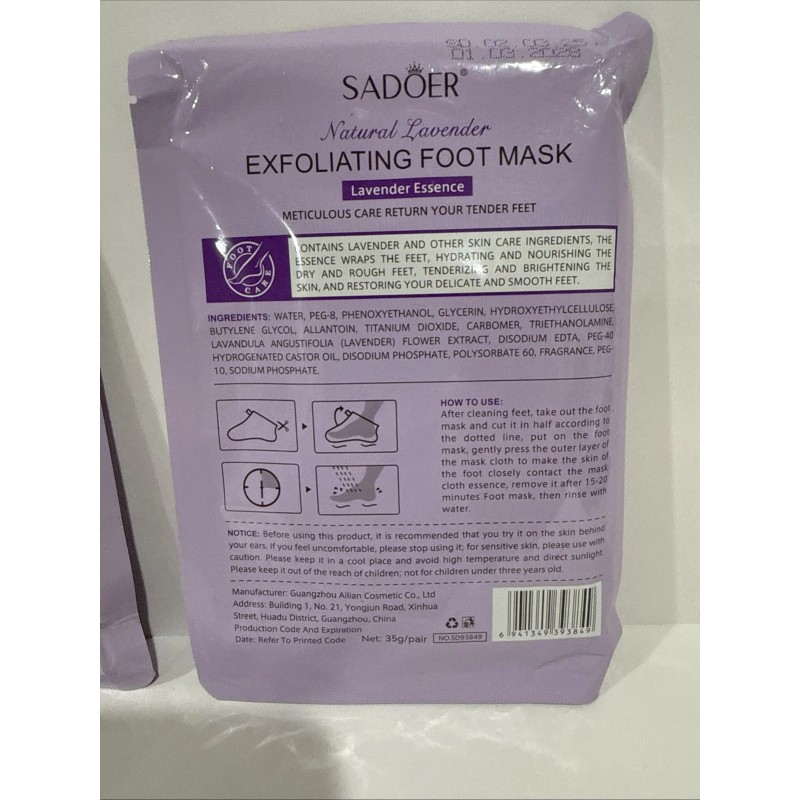 01 03 2028
SADOER®
Natural Lavender
EXFOLIATING FOOT MASK
Lavender Essence
METICULOUS CARE RETURN YOUR TENDER FEET
FOOT CARE
CONTAINS LAVENDER AND OTHER SKIN CARE INGREDIENTS, THE
ESSENCE WRAPS THE FEET, HYDRATING AND NOURISHING THE
DRY AND ROUGH FEET, TENDERIZING AND BRIGHTENING THE
SKIN, AND RESTORING YOUR DELICATE AND SMOOTH FEET.
INGREDIENTS: WATER, PEG-8, PHENOXYETHANOL, GLYCERIN, HYDROXYETHYLCELLULOSE,
BUTYLENE GLYCOL, ALLANTOIN, TITANIUM DIOXIDE, CARBOMER, TRIETHANOLAMINE,
LAVANDULA ANGUSTIFOLIA (LAVENDER) FLOWER EXTRACT, DISODIUM EDTA, PEG-40
HYDROGENATED CASTOR OIL, DISODIUM PHOSPHATE, POLYSORBATE 60, FRAGRANCE, PEG-
10, SODIUM PHOSPHATE.
HOW TO USE:
After cleaning feet, take out the foot
mask and cut it in half according to
the dotted line, put on the foot
mask, gently press the outer layer of
the mask cloth to make the skin of
the foot closely contact the mask
cloth essence, remove it after 15-20
minutes Foot mask, then rinse with
water.
NOTICE: Before using this product, it is recommended that you try it on the skin behind
your ears. If you feel uncomfortable, please stop using it; for sensitive skin, please use with
caution. Please keep it in a cool place and avoid high temperature and direct sunlight
Please keep it out of the reach of children; not for children under three years old.
Manufacturer: Guangzhou Ailian Cosmetic Co., Ltd
Address: Building 1, No. 21, Yongjun Road, Xinhua
Street, Huadu District, Guangzhou, China
Production Code And Expiration
Date: Refer To Printed Code
Net: 35g/pair
NO.SD93849
6 941349 393849